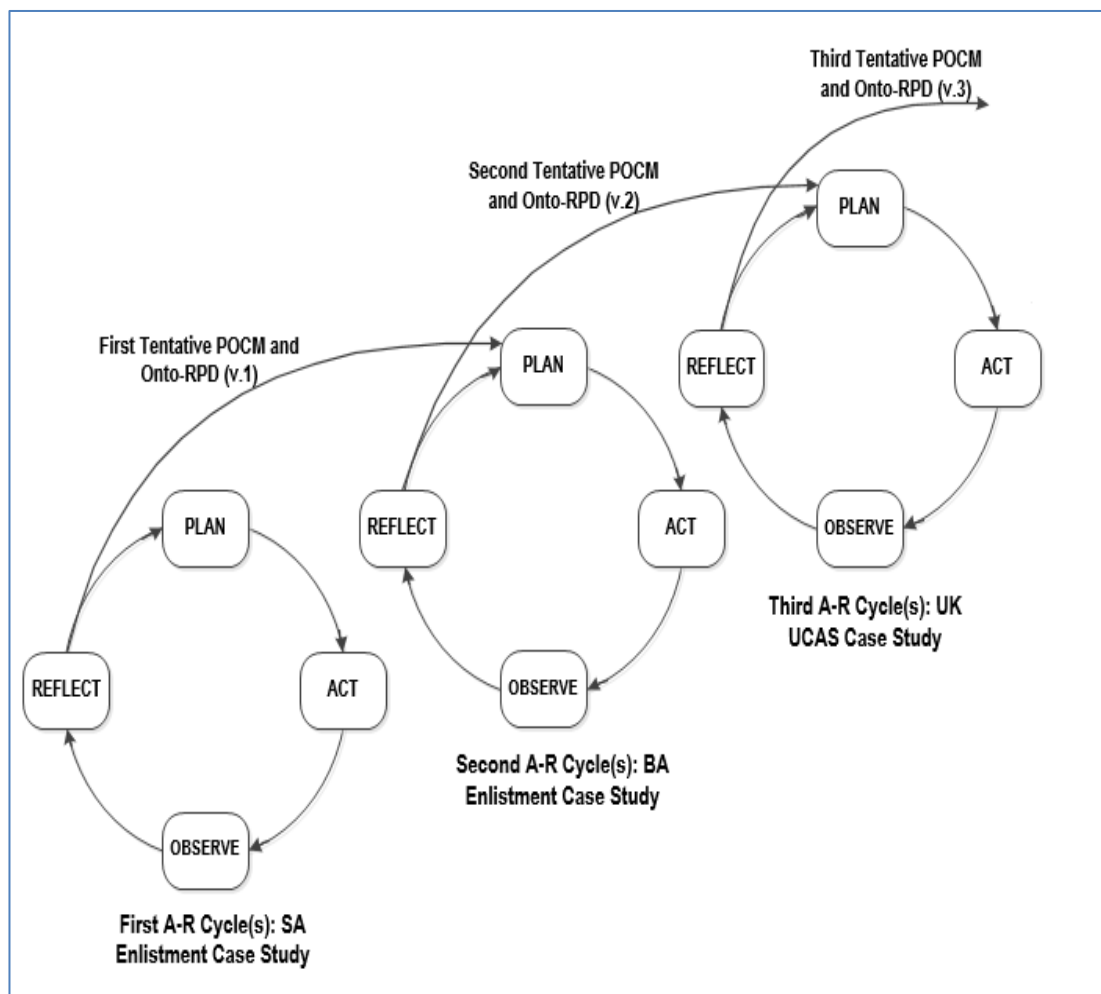 Third Tentative POCM
and Onto-RPD (v.3)
Second Tentative POCM
and Onto-RPD (v.2)
PLAN
First Tentative POCM and
Onto-RPD (v.1)
PLAN
REFLECT
ACT
PLAN
REFLECT
ACT
OBSERVE
Third A-R Cycle(s): UK
UCAS Case Study
REFLECT
ACT
OBSERVE
Second A-R Cycle(s): BA
Enlistment Case Study
OBSERVE
First A-R Cycle(s): SA
Enlistment Case Study